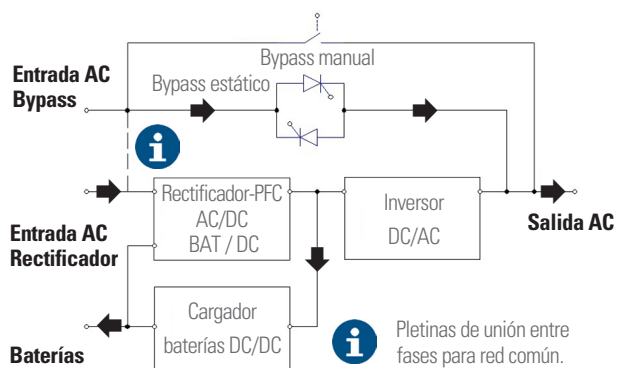 Bypass manual
Entrada AC
Bypass
Bypass estático
i
Rectificador-PFC
AC/DC
BAT / DC
Inversor
DC/AC
Salida AC
Entrada AC
Rectificador
Cargador
baterías DC/DC
Baterías
i
Pletinas de unión entre
fases para red común.